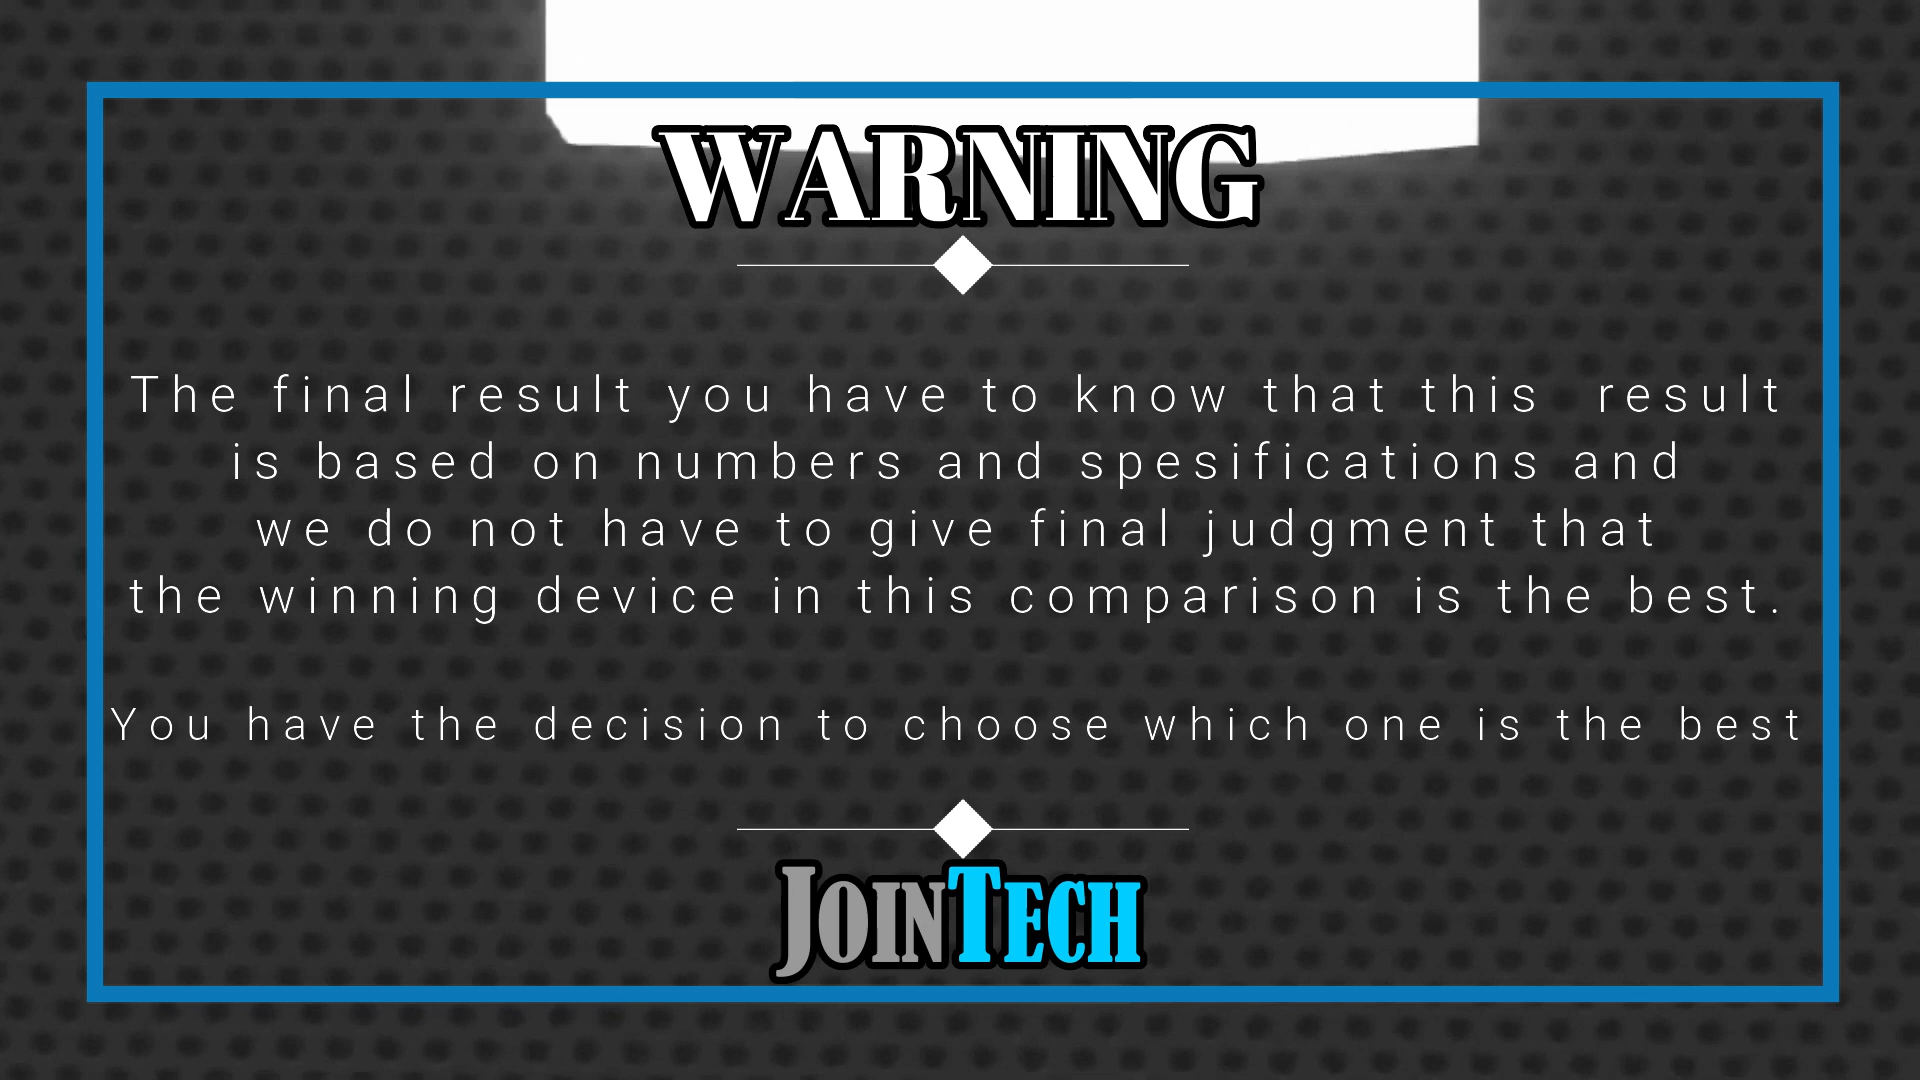 WARNING
The final result you have to know that this result
is based on numbers and spesifications and
we do not have to give final judgment that
the winning device in this comparison is the best.
You have the decision to choose which one is the best
JOINTECH